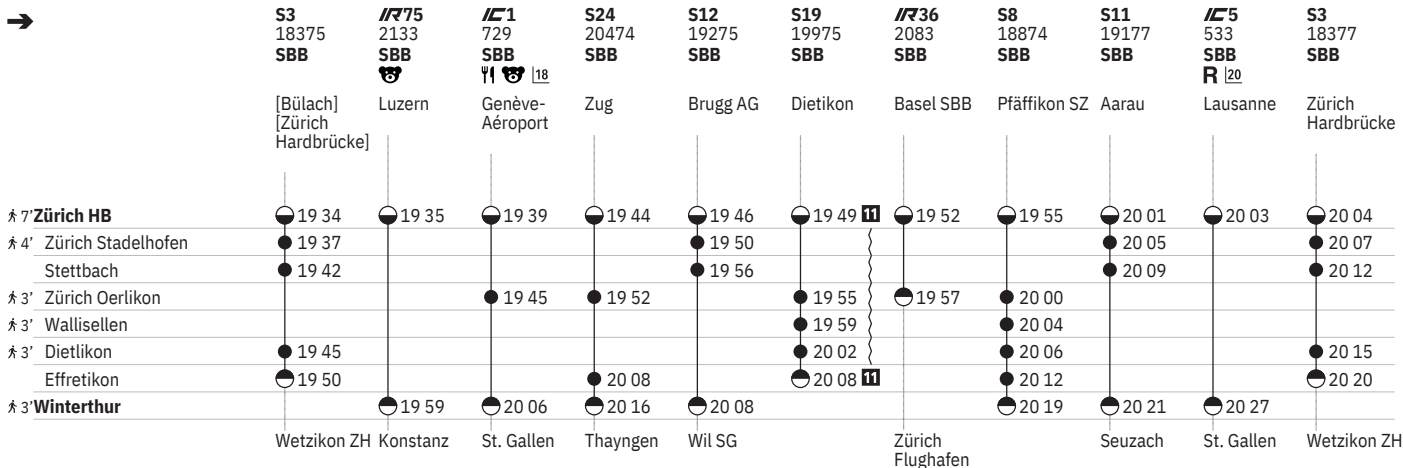 S3 IR75 IC1 S24 S12 S19 IR36 S8 S11 IC5 S3
18375 2133 729 20474 19275 19975 2083 18874 19177 533 18377
SBB SBB SBB SBB SBB SBB SBB SBB SBB SBB SBB
18 R 20
[Bülach] Luzern Genève- Zug Brugg AG Dietikon Basel SBB Pfäffikon SZ Aarau Lausanne Zürich
[Zürich Aéroport Hardbrücke
Hardbrücke]
7' Zürich HB 19 34 19 35 19 39 19 44 19 46 19 49 11 19 52 19 55 20 01 20 03 20 04
4' Zürich Stadelhofen 19 37 19 50 20 05 20 07
Stettbach 19 42 19 56 20 09 20 12
3' Zürich Oerlikon 19 45 19 52 19 55 19 57 20 00
3' Wallisellen 19 59 20 04
3' Dietlikon 19 45 20 02 20 06 20 15
Effretikon 19 50 20 08 20 08 11 20 12 20 20
3' Winterthur 19 59 20 06 20 16 20 08 20 19 20 21 20 27
Wetzikon ZH Konstanz St. Gallen Thayngen Wil SG Zürich Seuzach St. Gallen Wetzikon ZH
Flughafen